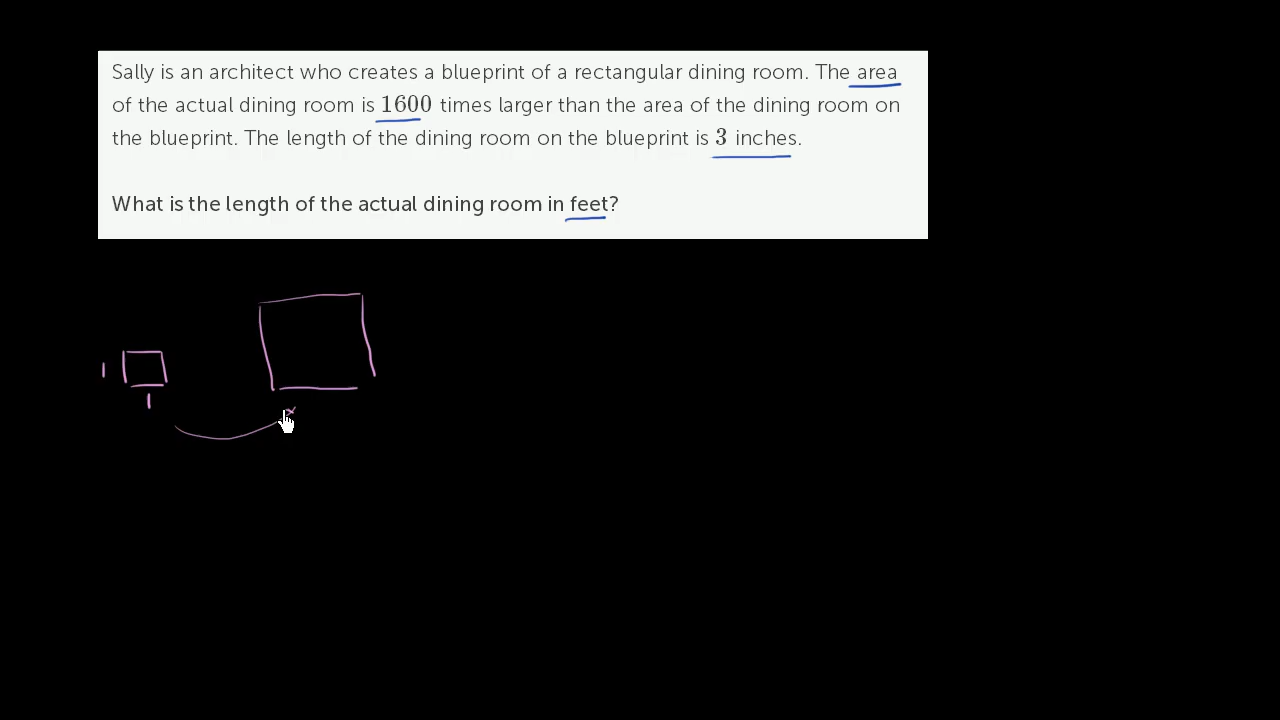 Sally is an architect who creates a blueprint of a rectangular dining room. The area
of the actual dining room is 1600 times larger than the area of the dining room on
the blueprint. The length of the dining room on the blueprint is 3 inches.
What is the length of the actual dining room in feet?
1
1
x